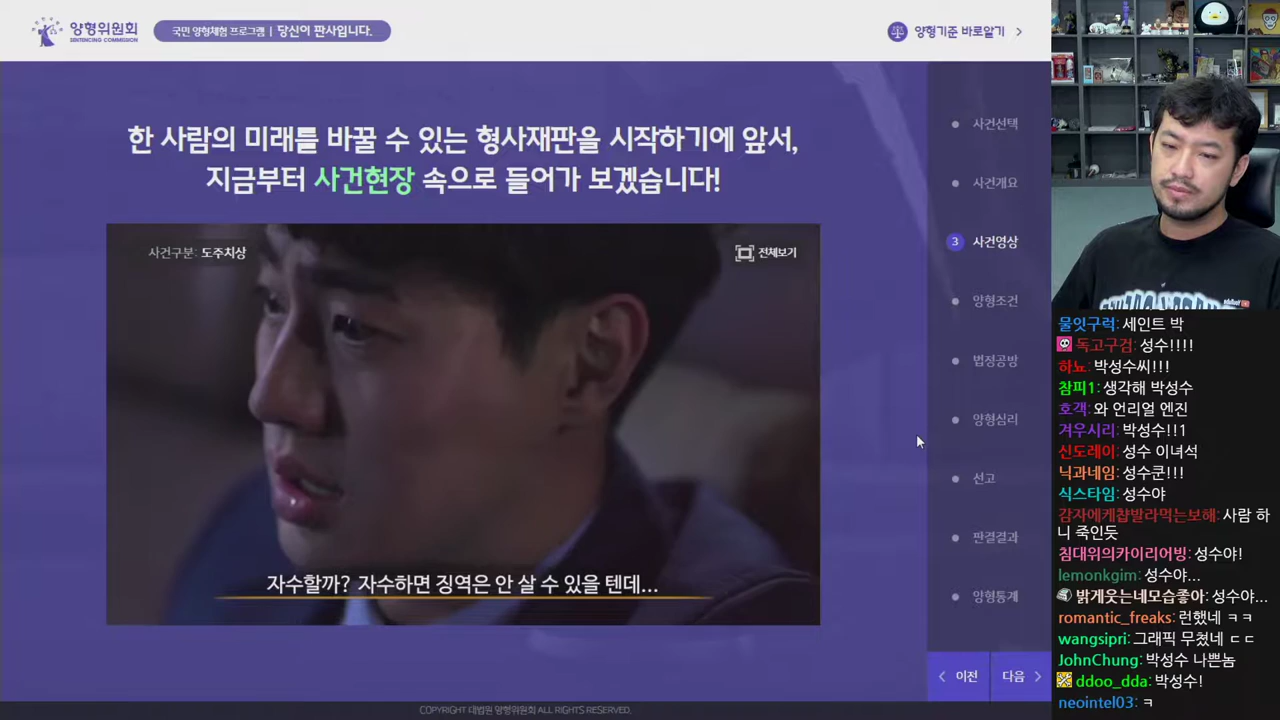 양형위원회
SENTENCING COMMISSION
국민 양형체험 프로그램 | 당신이 판사입니다.
양형기준 바로알기
한 사람의 미래를 바꿀 수 있는 형사재판을 시작하기에 앞서,
지금부터 사건현장 속으로 들어가 보겠습니다!
사건구분: 도주치상
전체보기
자수할까? 자수하면 징역은 안 살 수 있을 텐데...
사건선택
사건개요
3 사건영상
양형조건
법정공방
양형심리
선고
판결결과
양형통계
이전
다음
COPYRIGHT 대법원 양형위원회 ALL RIGHTS RESERVED.
물잇구럭: 세인트 박
독고구검: 성수!!!!
하뇨: 박성수씨!!!
참피1: 생각해 박성수
호객: 와 언리얼 엔진
겨우시리: 박성수!!1
신도레이: 성수 이녀석
닉과네임: 성수쿤!!!
식스타임: 성수야
감자에케챱발라먹는보해: 사람 하
니 죽인듯
침대위의카이리어빙: 성수야!
lemonkgim: 성수야...
밝게웃는네모습좋아: 성수야...
romantic_freaks: 런했네 ㅋㅋ
wangsipri: 그래픽 무쳤네 ㄷㄷ
JohnChung: 박성수 나쁜놈
ddoo_dda: 박성수!
neointel03: ㅋ